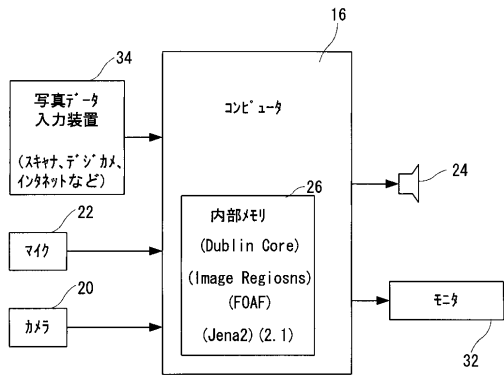 16
34
写真ﾃﾞｰﾀ
入力装置
(ｽｷｬﾅ､ﾃﾞｼﾞｶﾒ､
ｲﾝﾀﾈｯﾄなど)
ｺﾝﾋﾟｭｰﾀ
24
22
ﾏｲｸ
26
内部ﾒﾓﾘ
(Dublin Core)
(Image Regiosns)
(FOAF)
(Jena2)(2.1)
20
ｶﾒﾗ
ﾓﾆﾀ
32